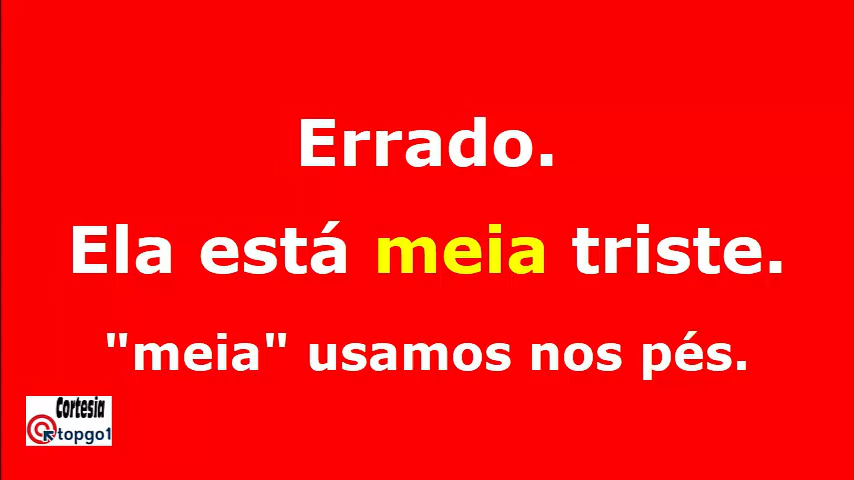 Errado.
Ela está meia triste.
"meia" usamos nos pés.
Cortesia
topgo1